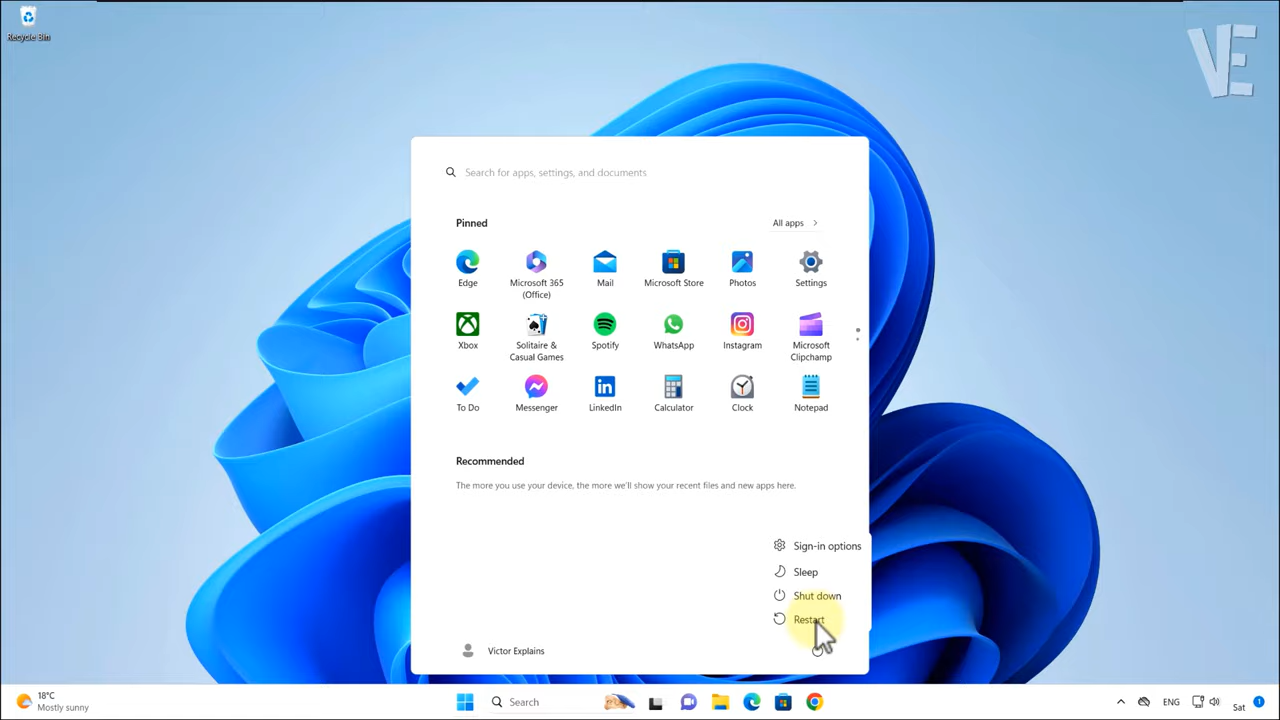 Recycle Bin
VE
Search for apps, settings, and documents
Pinned
All apps
Edge
Microsoft 365
(Office)
Mail
Microsoft Store
Photos
Settings
Xbox
Solitaire &
Casual Games
Spotify
WhatsApp
Instagram
Microsoft
Clipchamp
To Do
Messenger
LinkedIn
Calculator
Clock
Notepad
Recommended
The more you use your device, the more we'll show your recent files and new apps here.
Sign-in options
Sleep
Shut down
Restart
Victor Explains
18°C
Mostly sunny
Search
ENG
Sat
1